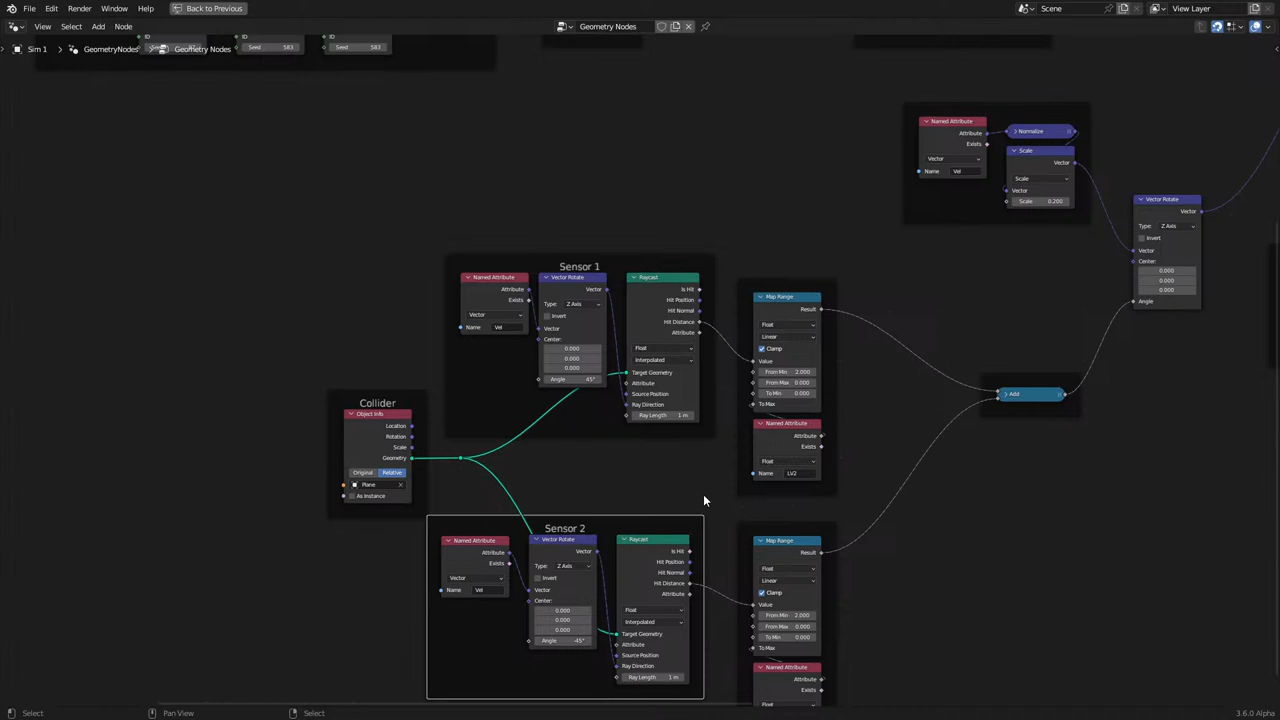 File Edit Render Window Help Back to Previous Scene View Layer
View Select Add Node Geometry Nodes
Sim 1 > GeometryNodes > Geometry Nodes
ID
Seed 583
Seed 583
Named Attribute
Attribute
Exists
Vector
Name Vel
Normalize
Scale
Vector
Scale
Vector
Scale 0.200
Vector Rotate
Vector
Type: Z Axis
Invert
Vector
Center:
0.000
0.000
0.000
Angle
Sensor 1
Named Attribute
Attribute
Exists
Vector
Name Vel
Vector Rotate
Vector
Type: Z Axis
Invert
Vector
Center:
0.000
0.000
0.000
Angle 45°
Raycast
Is Hit
Hit Position
Hit Normal
Hit Distance
Attribute
Float
Interpolated
Target Geometry
Attribute
Source Position
Ray Direction
Ray Length 1 m
Map Range
Result
Float
Linear
Clamp
Value
From Min 2.000
From Max 0.000
To Min 0.000
To Max
Named Attribute
Attribute
Exists
Float
Name LV2
Add
Collider
Object Info
Location
Rotation
Scale
Geometry
Original Relative
Plane
As Instance
Sensor 2
Named Attribute
Attribute
Exists
Vector
Name Vel
Vector Rotate
Vector
Type: Z Axis
Invert
Vector
Center:
0.000
0.000
0.000
Angle -45°
Raycast
Is Hit
Hit Position
Hit Normal
Hit Distance
Attribute
Float
Interpolated
Target Geometry
Attribute
Source Position
Ray Direction
Ray Length 1 m
Map Range
Result
Float
Linear
Clamp
Value
From Min 2.000
From Max 0.000
To Min 0.000
To Max
Named Attribute
Attribute
Exists
Select Pan View Select 3.6.0 Alpha